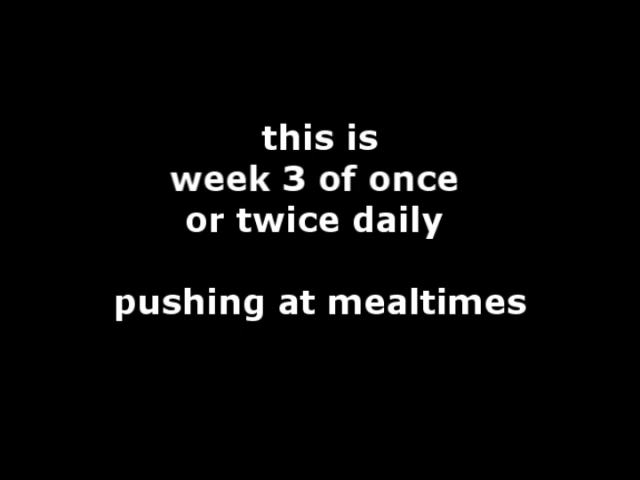 this is
week 3 of once
or twice daily
pushing at mealtimes